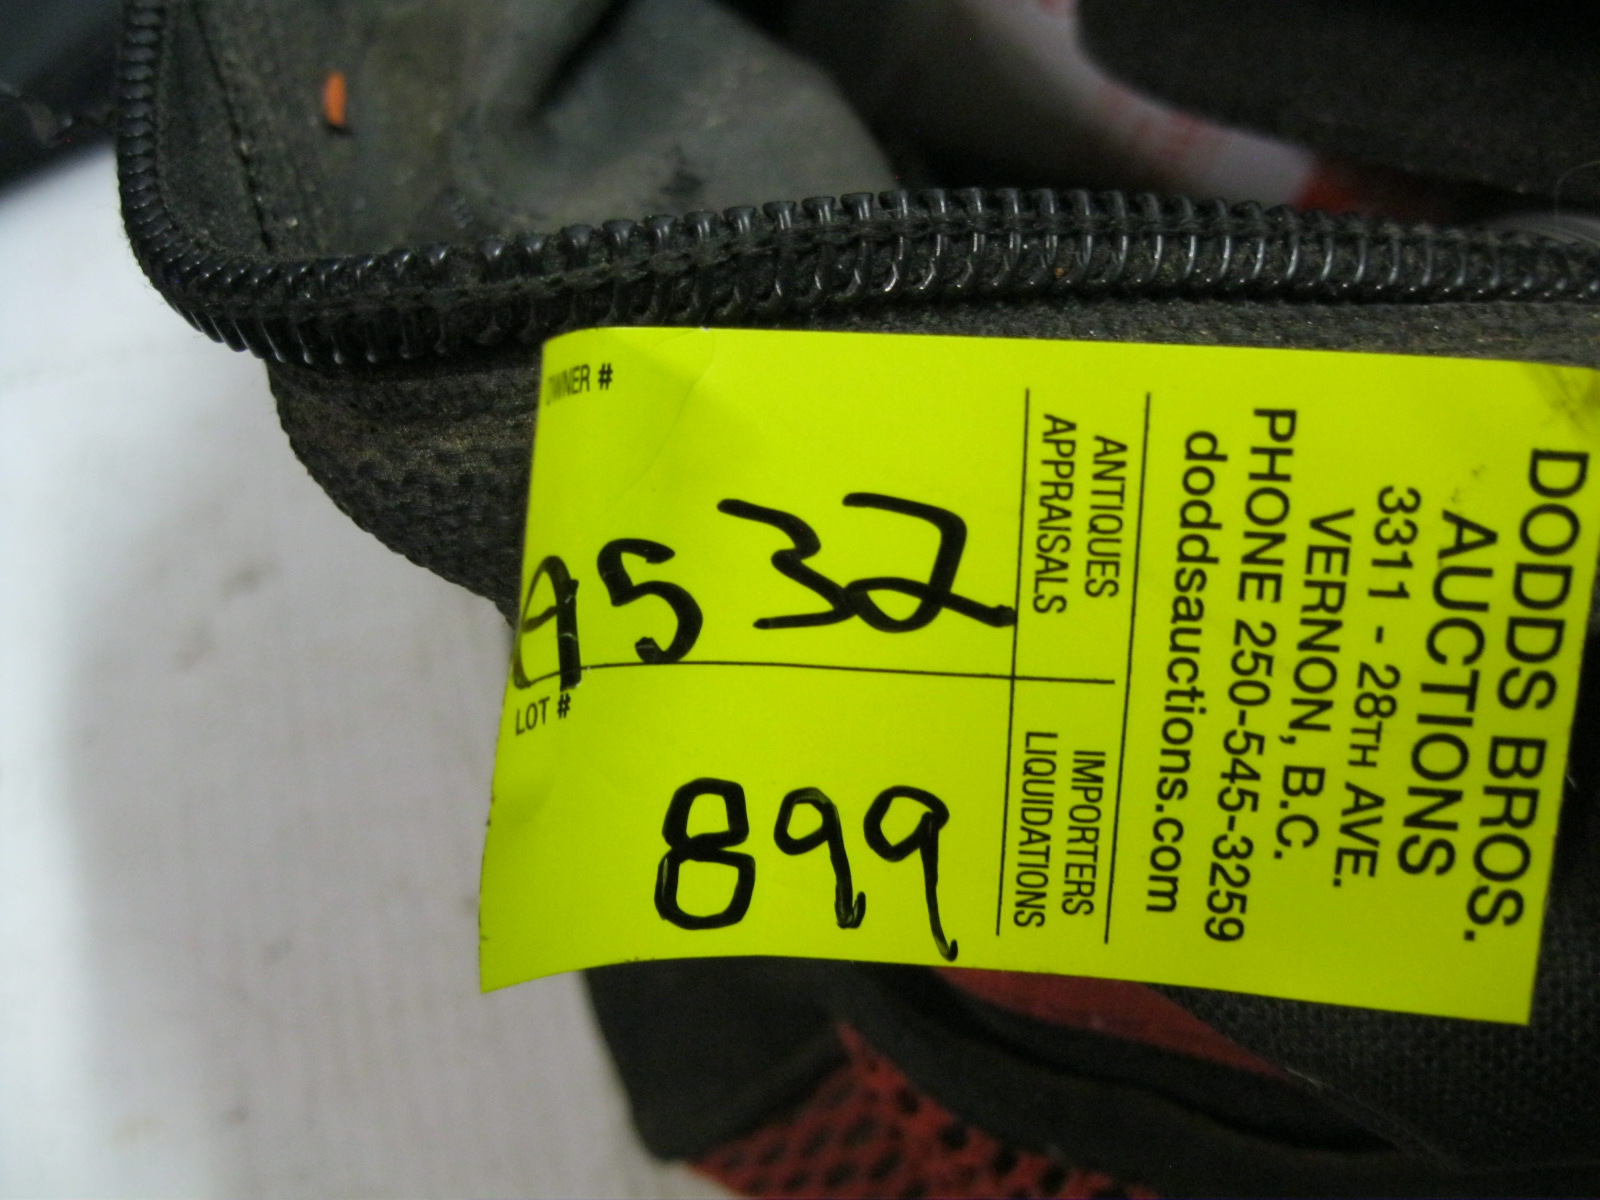 DODDS BROS.
AUCTIONS
3311 - 28TH AVE.
VERNON, B.C.
PHONE 250-545-3259
doddsauctions.com
ANTIQUES
APPRAISALS
IMPORTERS
LIQUIDATIONS
OWNER #
A532
LOT #
899